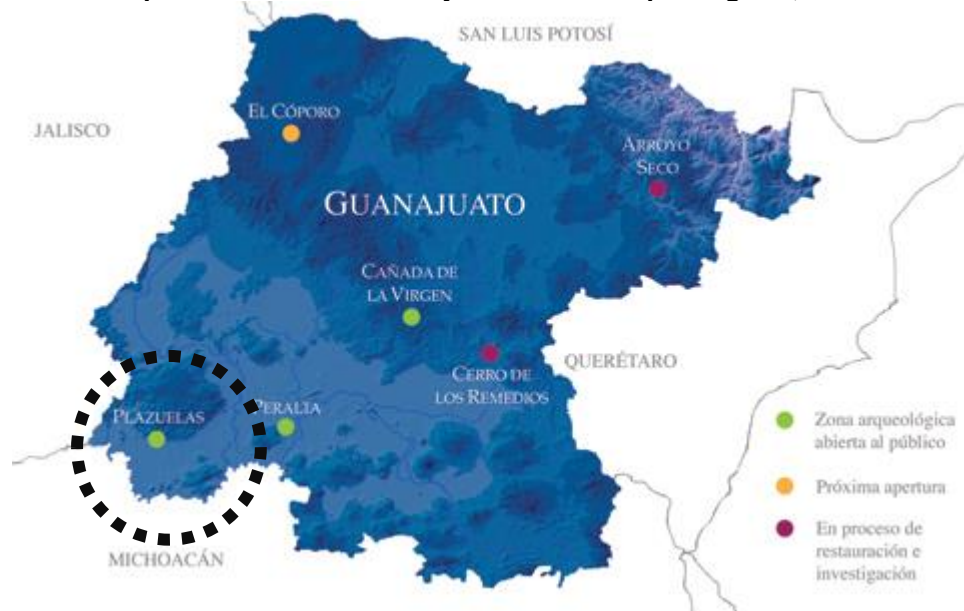 SAN LUIS POTOSÍ
JALISCO
EL CÓPORO
ARROYO
SECO
GUANAJUATO
CAÑADA DE
LA VIRGEN
QUERÉTARO
CERRO DE
LOS REMEDIOS
PLAZUELAS
PERALTA
MICHOACÁN
Zona arqueológica
abierta al público
Próxima apertura
En proceso de
restauración e
investigación